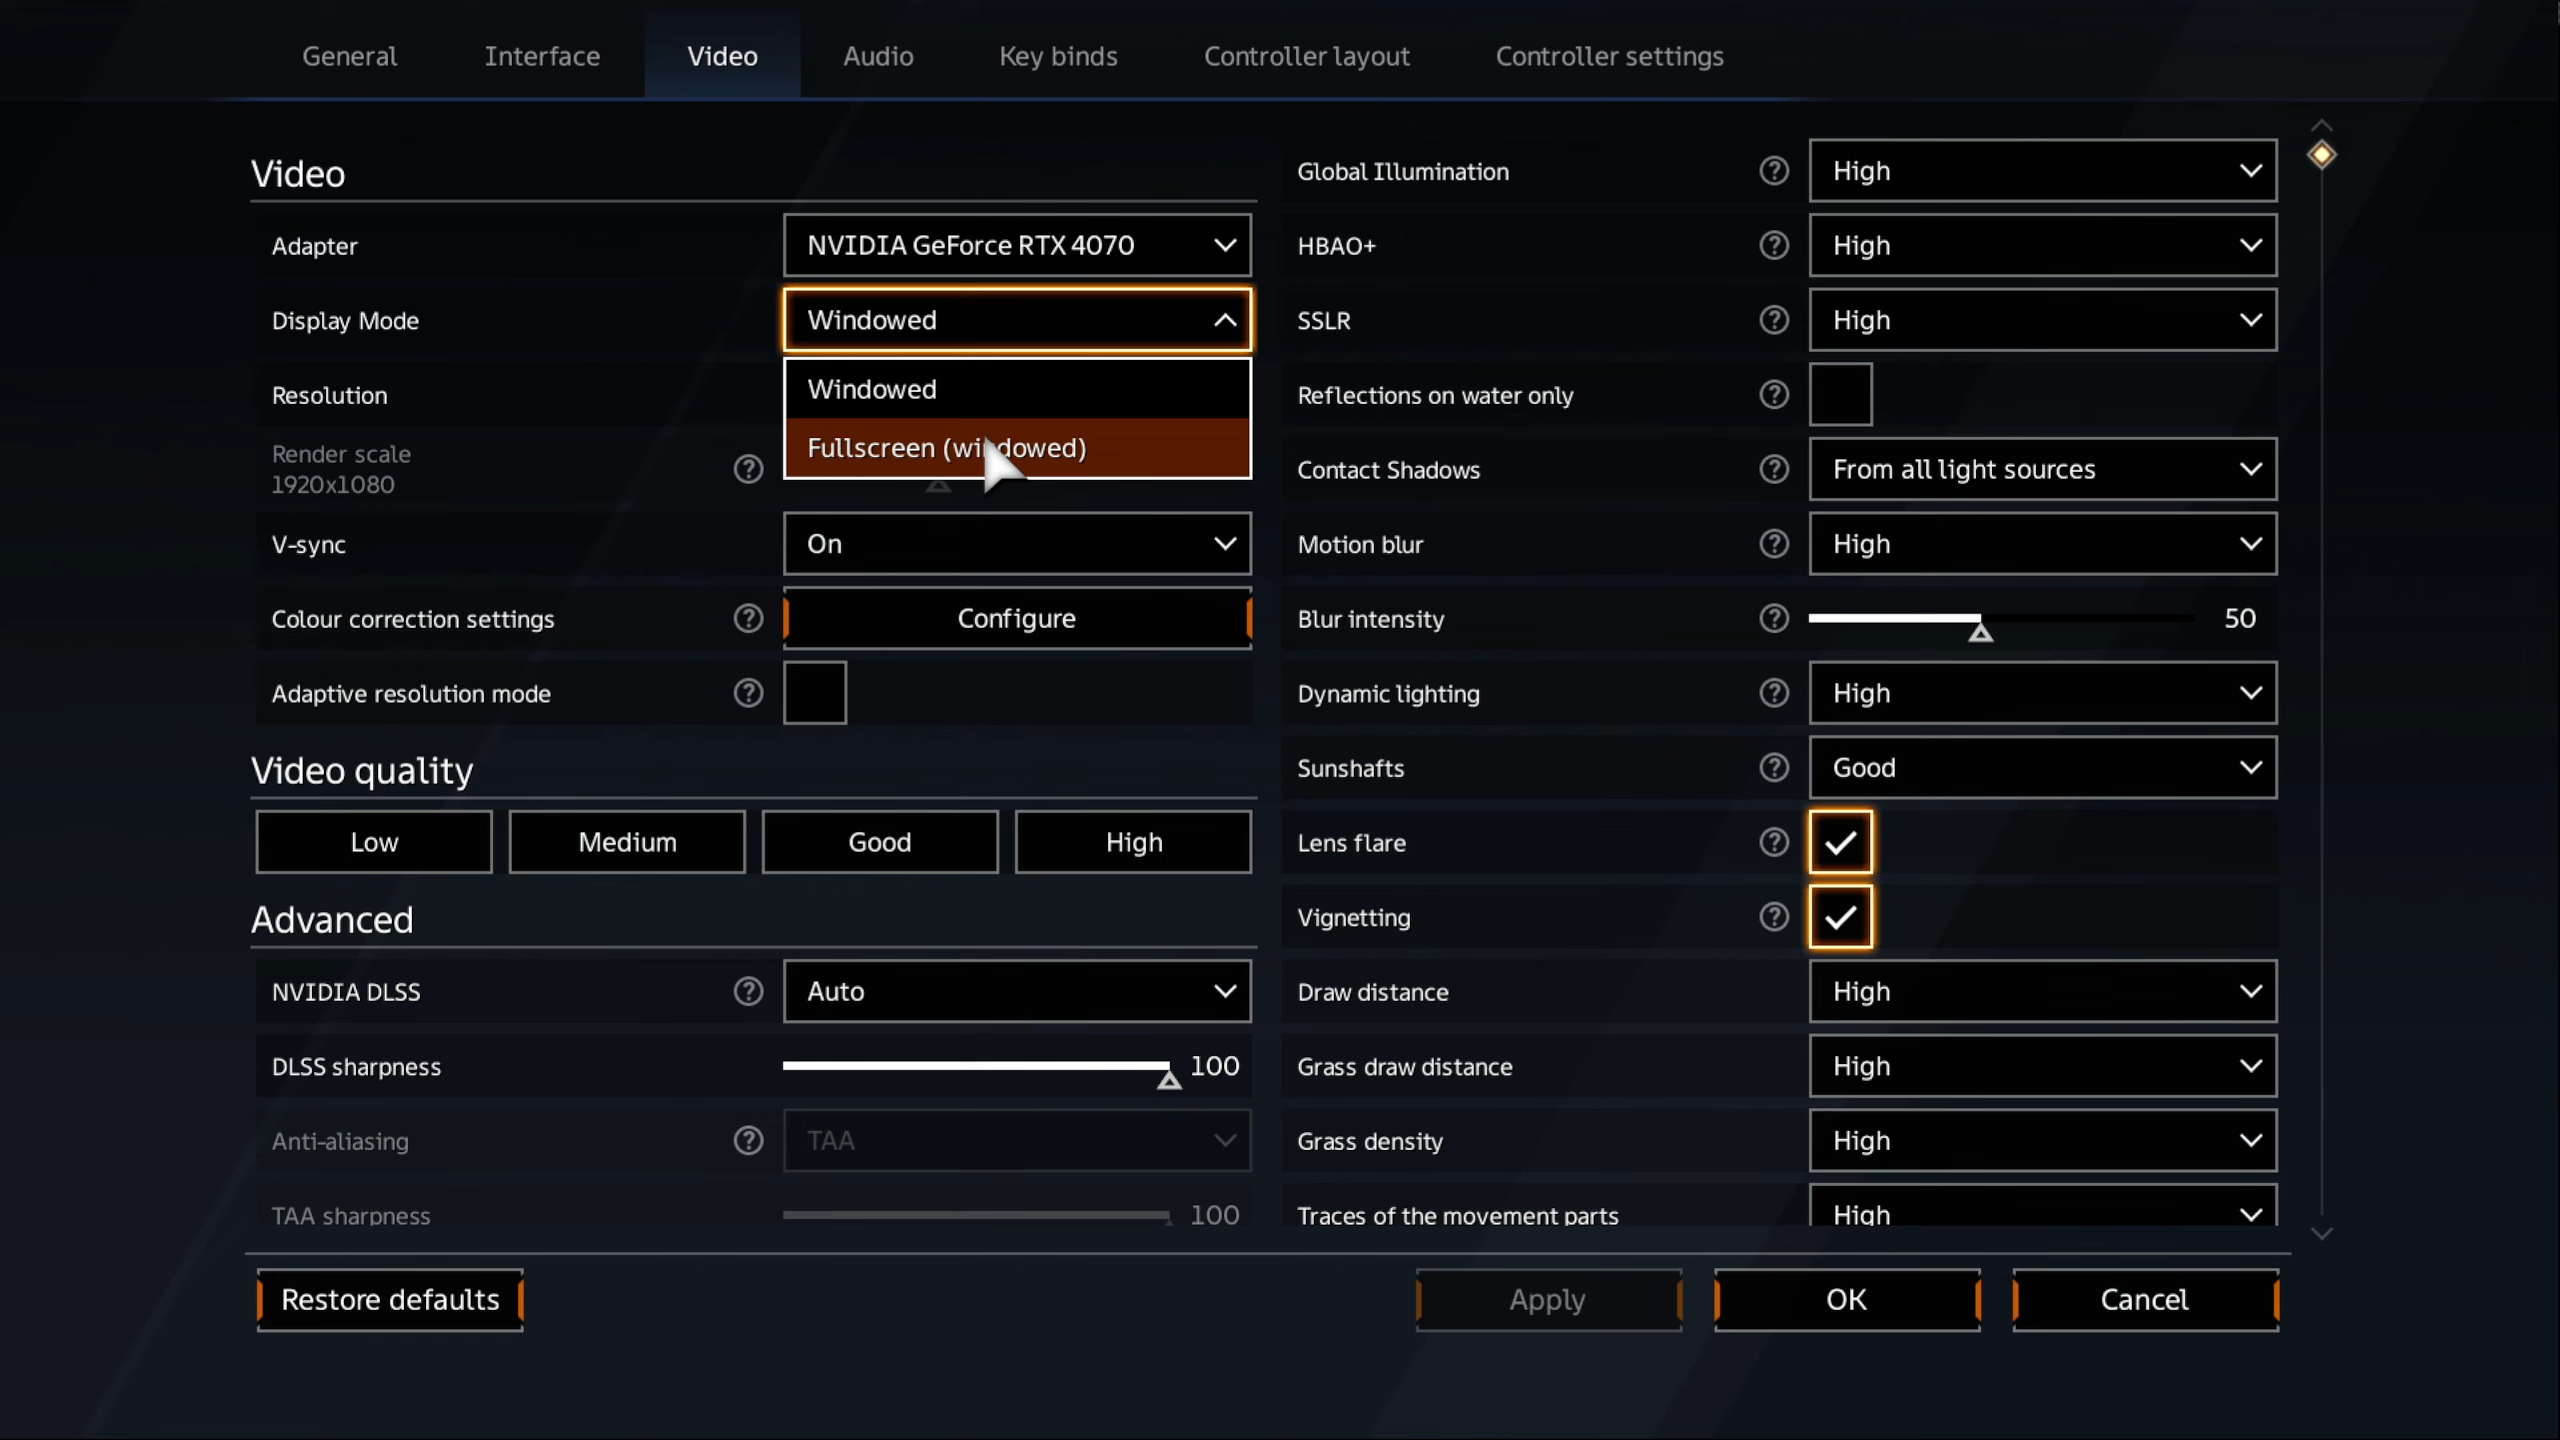 General
Interface
Video
Audio
Key binds
Controller layout
Controller settings
Video
Adapter
NVIDIA GeForce RTX 4070
Display Mode
Windowed
Windowed
Fullscreen (windowed)
Resolution
Render scale
1920x1080
V-sync
On
Colour correction settings
Configure
Adaptive resolution mode
Video quality
Low
Medium
Good
High
Advanced
NVIDIA DLSS
Auto
DLSS sharpness
100
Anti-aliasing
TAA
TAA sharpness
100
Global Illumination
High
HBAO+
High
SSLR
High
Reflections on water only
Contact Shadows
From all light sources
Motion blur
High
Blur intensity
50
Dynamic lighting
High
Sunshafts
Good
Lens flare
Vignetting
Draw distance
High
Grass draw distance
High
Grass density
High
Traces of the movement parts
High
Restore defaults
Apply
OK
Cancel